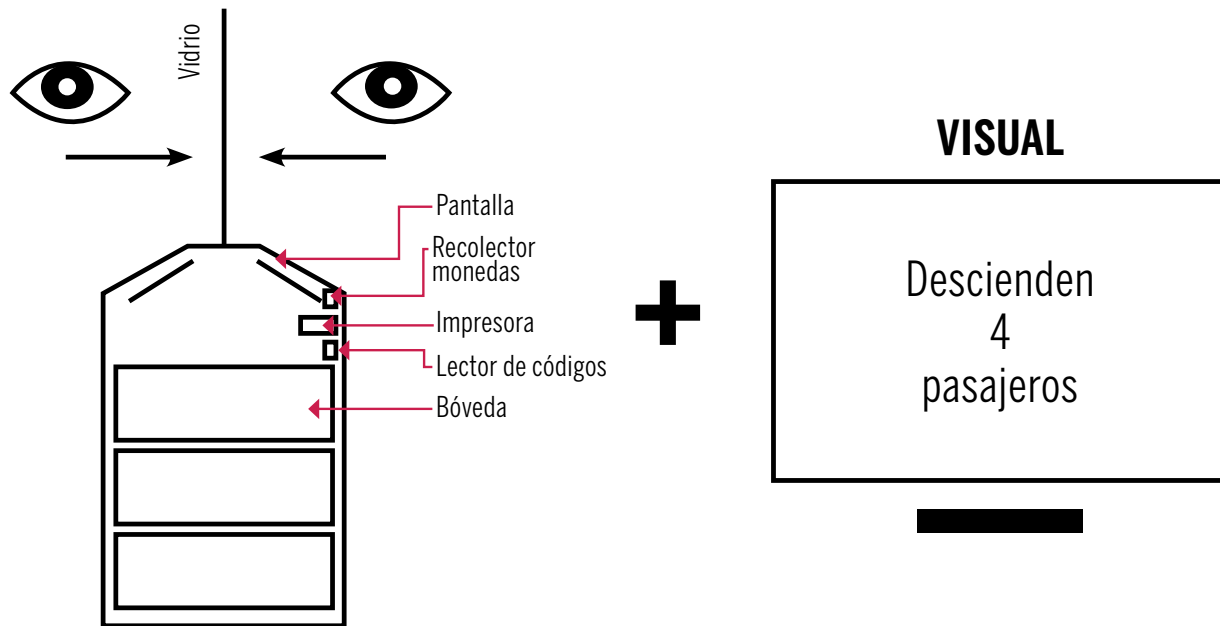 Vidrio
Pantalla
Recolector
monedas
Impresora
Lector de códigos
Bóveda
VISUAL
Descienden
4
pasajeros